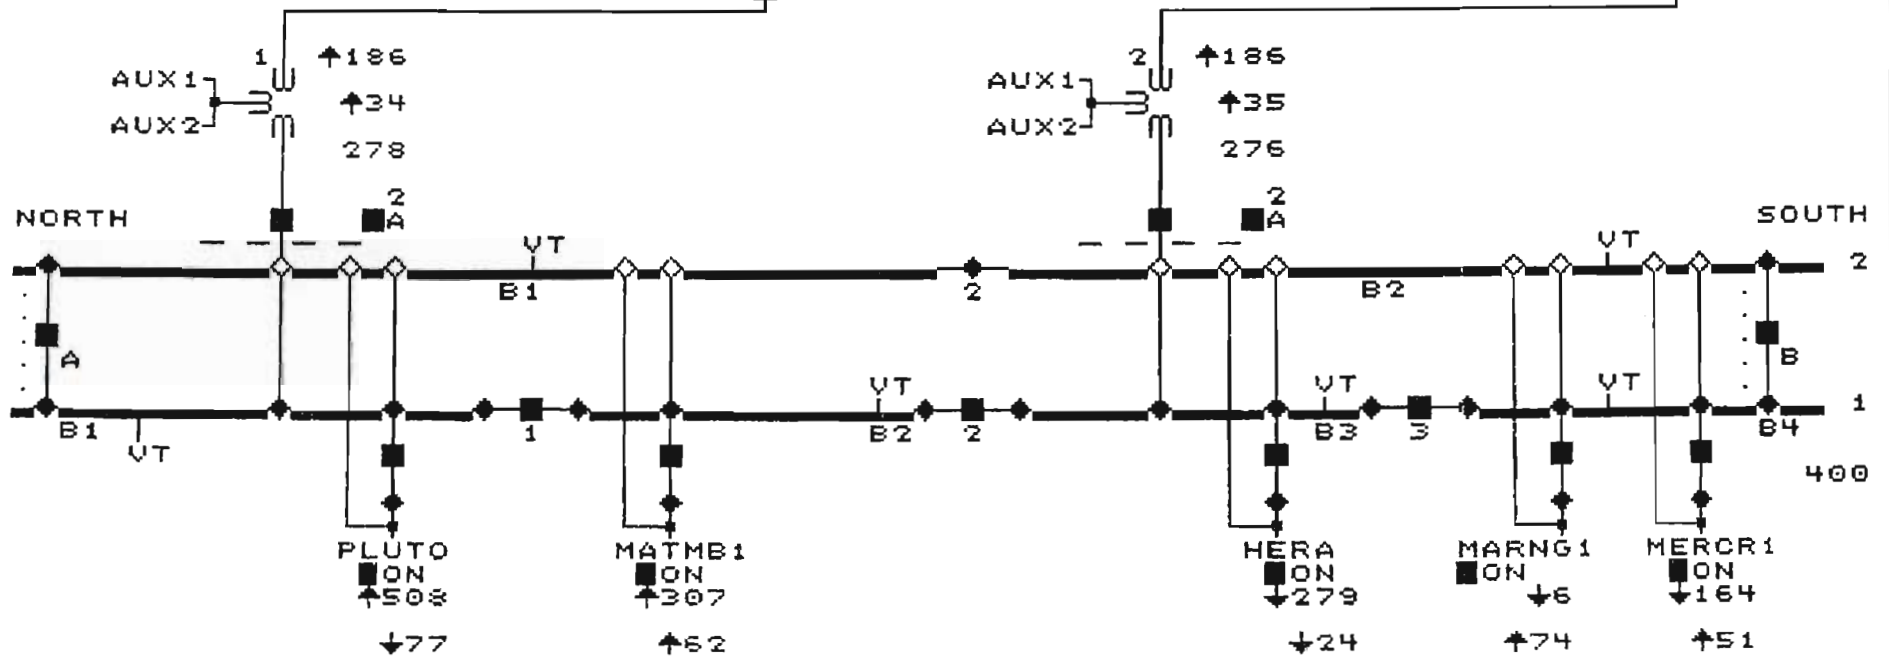 1 ↑186 2 ↑186
AUX1 AUX1
↑34 ↑35
AUX2 AUX2
278 276
2 2
A A
NORTH SOUTH
VT VT
2
B1 2 B2
A B
VT VT VT
1
B1 1 B2 2 B3 3 B4
VT
400
PLUTO MATMB1 HERA MARNG1 MERCR1
ON ON ON ON ON
↑508 ↑307 ↓279 ↓6 ↓164
↓77 ↑62 ↓24 ↑74 ↑51